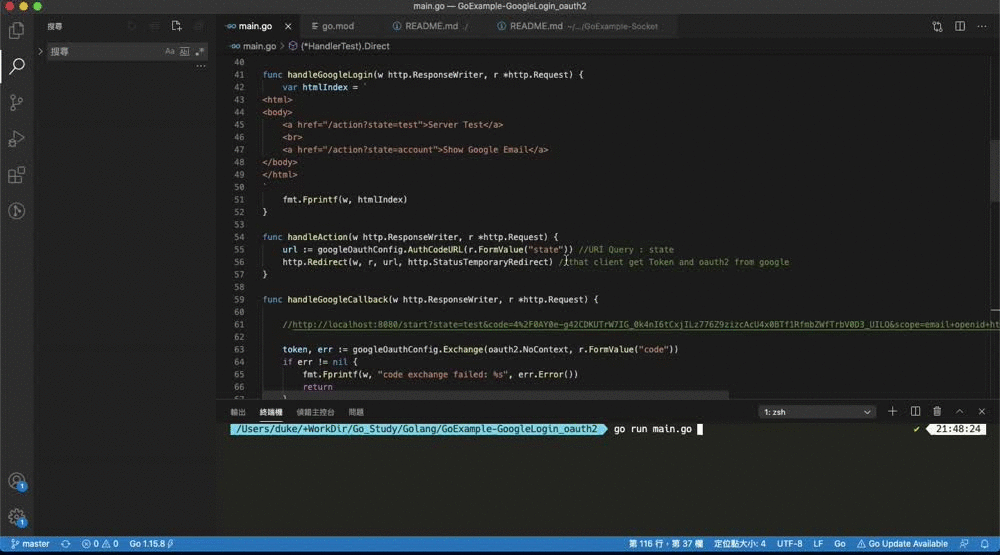 main.go — GoExample-GoogleLogin_oauth2
搜尋
搜尋
Aa
main.go
go.mod
README.md ./
README.md ~/.../GoExample-Socket
main.go > (*HandlerTest).Direct
40
41 func handleGoogleLogin(w http.ResponseWriter, r *http.Request) {
42 var htmlIndex = `
43 <html>
44 <body>
45 <a href="/action?state=test">Server Test</a>
46 <br>
47 <a href="/action?state=account">Show Google Email</a>
48 </body>
49 </html>
50 `
51 fmt.Fprintf(w, htmlIndex)
52 }
53
54 func handleAction(w http.ResponseWriter, r *http.Request) {
55 url := googleOauthConfig.AuthCodeURL(r.FormValue("state")) //URI Query : state
56 http.Redirect(w, r, url, http.StatusTemporaryRedirect) //that client get Token and oauth2 from google
57 }
58
59 func handleGoogleCallback(w http.ResponseWriter, r *http.Request) {
60
61 //http://localhost:8080/start?state=test&code=4%2F0AY0e-g42CDKUTrW7IG_0k4nI6tCxjILz776Z9zizcAcU4x0BTf1RfmbZWfTrbV0D3_UILQ&scope=email+openid+ht
62
63 token, err := googleOauthConfig.Exchange(oauth2.NoContext, r.FormValue("code"))
64 if err != nil {
65 fmt.Fprintf(w, "code exchange failed: %s", err.Error())
66 return
67 }
輸出 終端機 偵錯主控台 問題 1: zsh
/Users/duke/+WorkDir/Go_Study/Golang/GoExample-GoogleLogin_oauth2 go run main.go ✔ 21:48:24
1
1
master 0 0 Go 1.15.8 第 116 行，第 37 欄 定位點大小: 4 UTF-8 LF Go Go Update Available